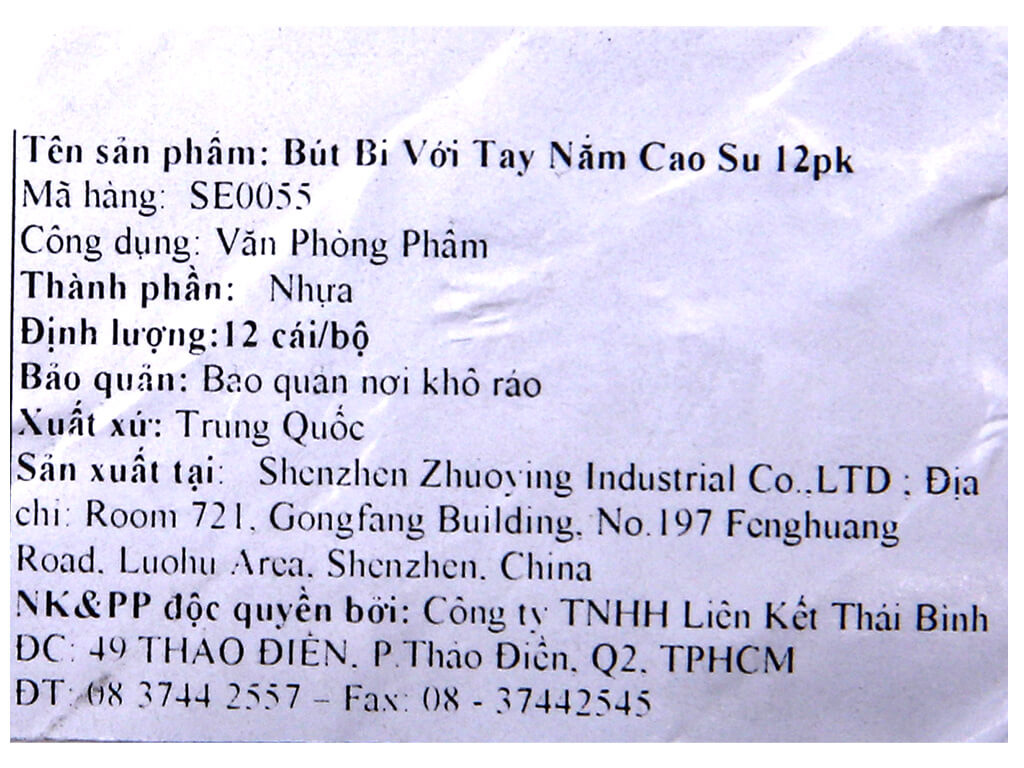 Tên sản phẩm: Bút Bi Với Tay Nắm Cao Su 12pk
Mã hàng: SE0055
Công dụng: Văn Phòng Phẩm
Thành phần: Nhựa
Định lượng:12 cái/bộ
Bảo quản: Bảo quản nơi khô ráo
Xuất xứ: Trung Quốc
Sản xuất tại: Shenzhen Zhuoying Industrial Co.,LTD ; Địa
chỉ: Room 721, Gongfang Building, No.197 Fenghuang
Road, Luohu Area, Shenzhen, China
NK&PP độc quyền bởi: Công ty TNHH Liên Kết Thái Bình
ĐC: 49 THẢO ĐIỀN, P.Thảo Điền, Q2, TPHCM
ĐT: 08 3744 2557 – Fax: 08 - 37442545